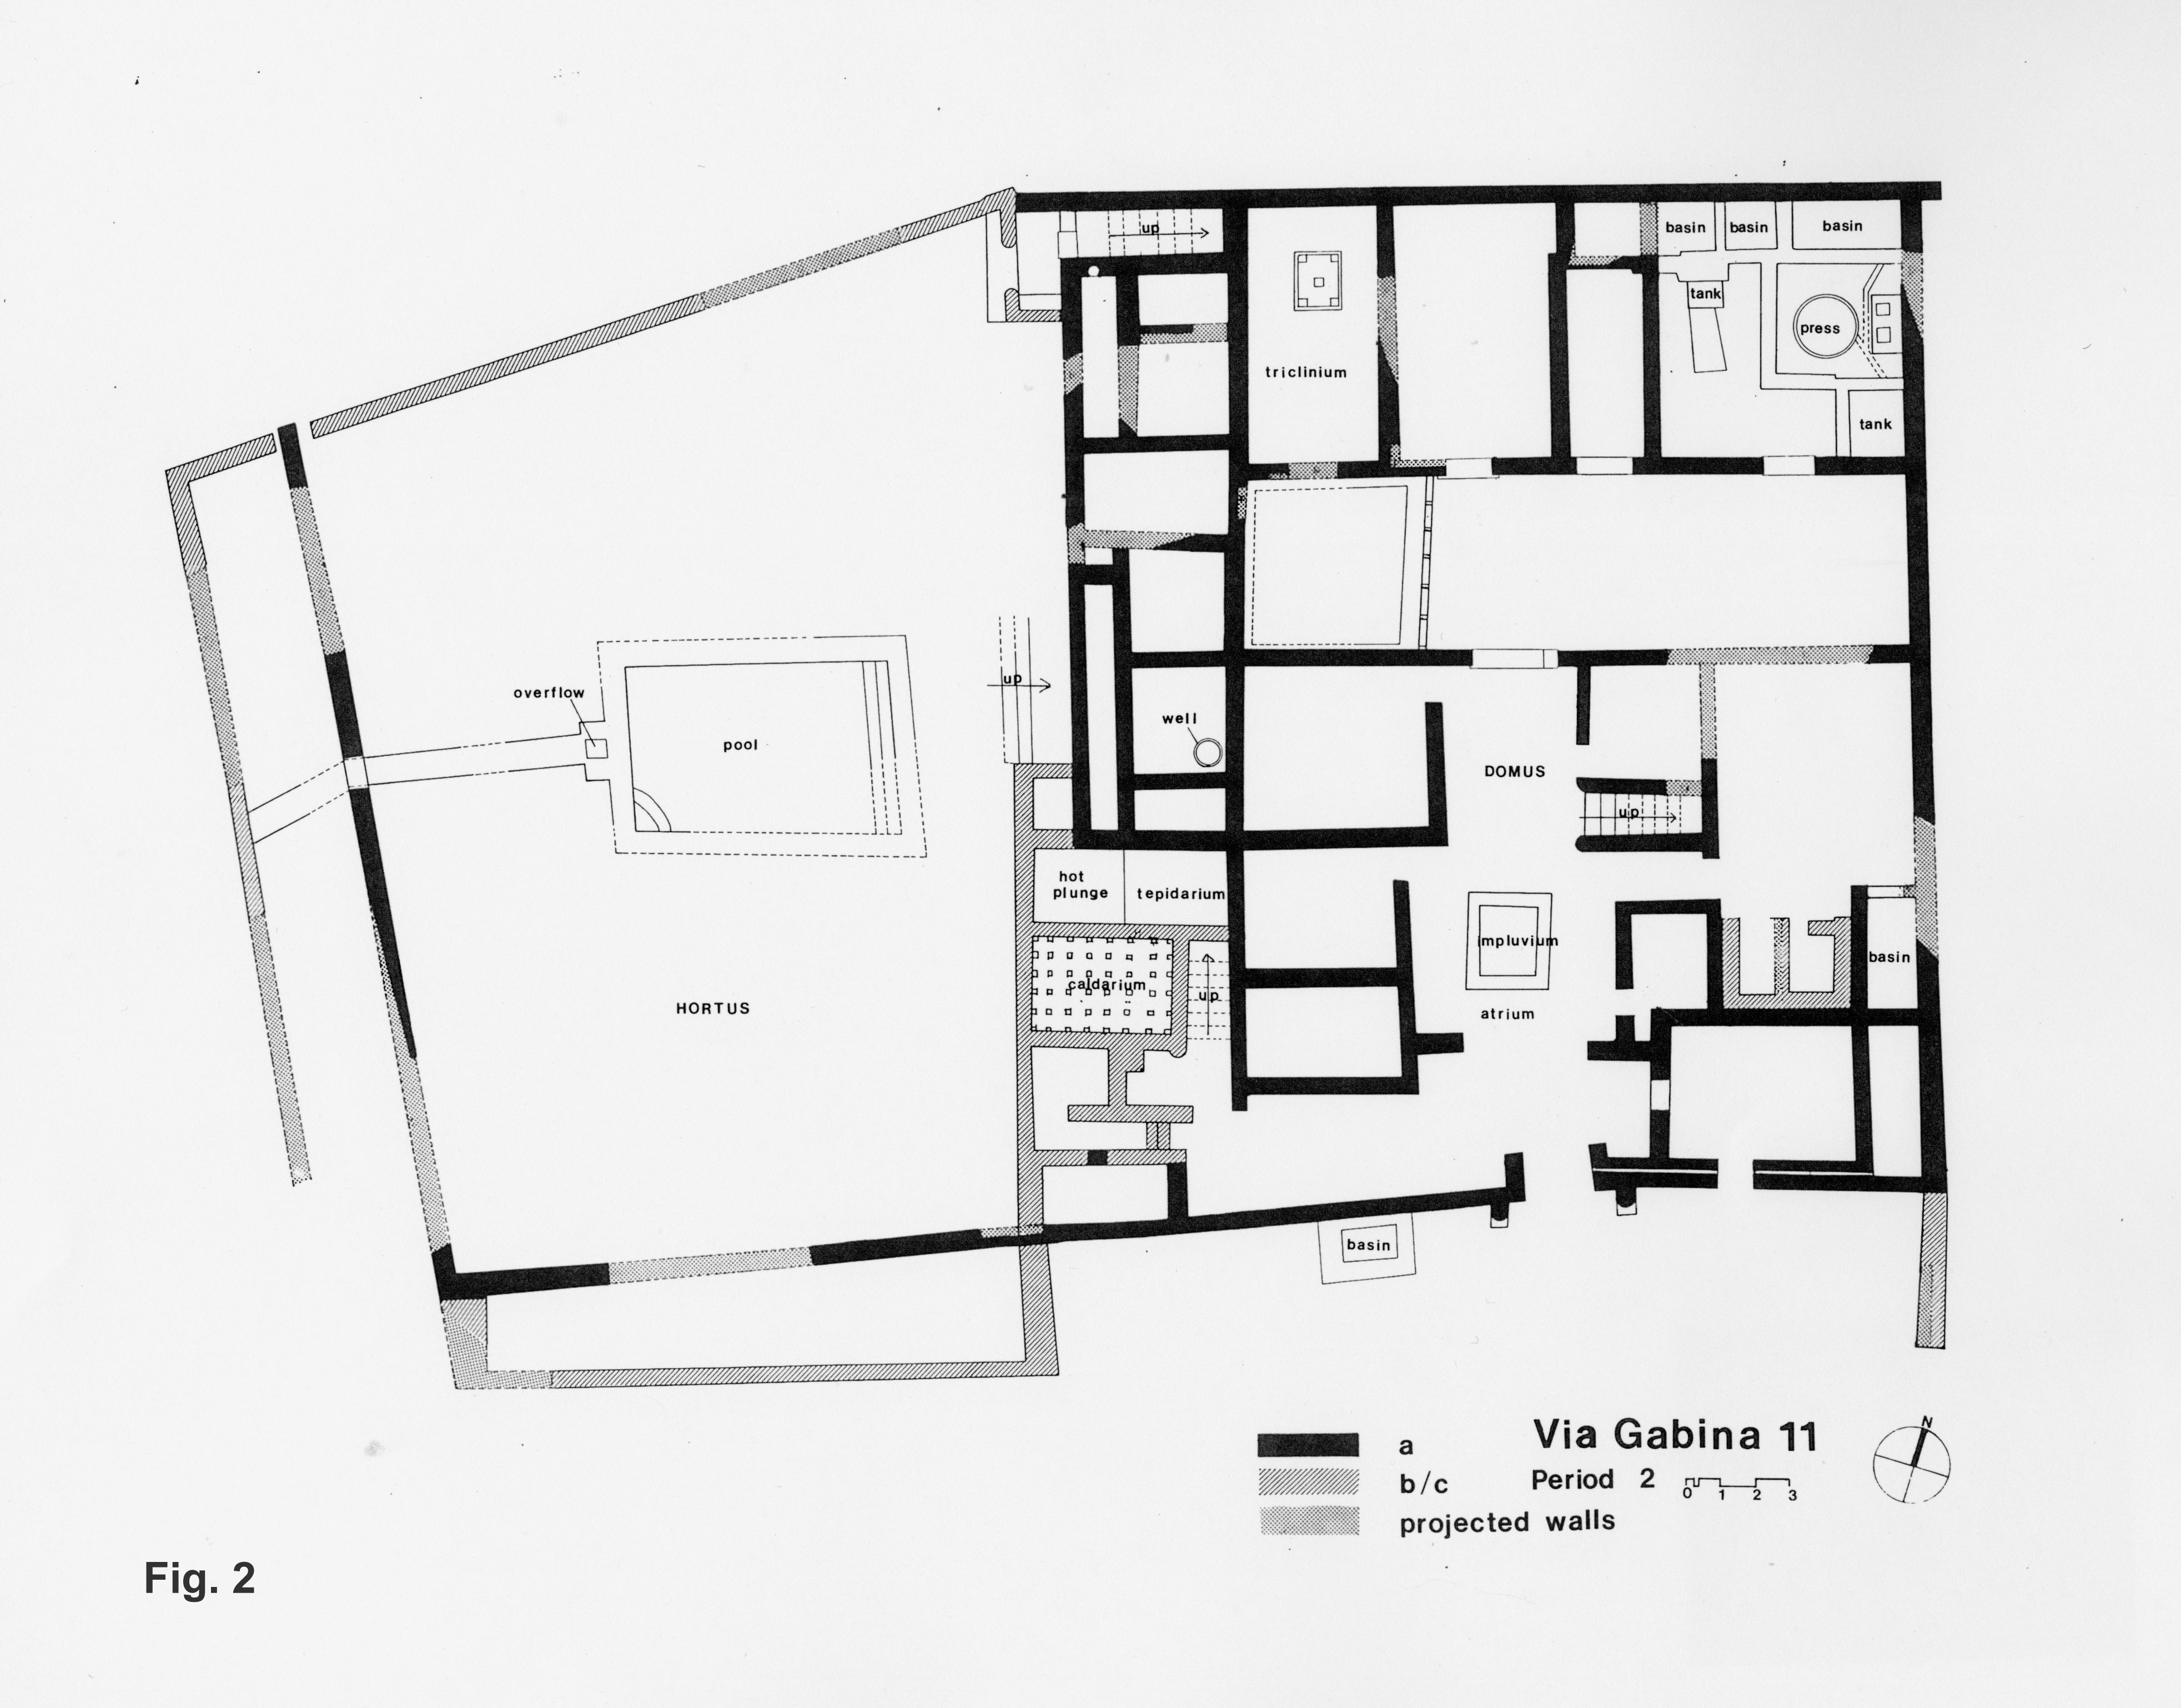 up
basin
basin
basin
tank
press
triclinium
tank
up
overflow
well
pool
DOMUS
up
hot
plunge
tepidarium
impluvium
basin
caldarium
up
HORTUS
atrium
basin
N
a
Via Gabina 11
b/c
Period 2
0 1 2 3
projected walls
Fig. 2